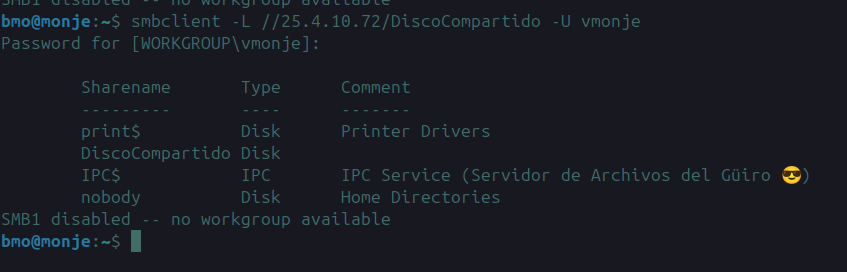 SMB1 disabled -- no workgroup available
bmo@monje:~$ smbclient -L //25.4.10.72/DiscoCompartido -U vmonje
Password for [WORKGROUP\vmonje]:
Sharename Type Comment
--------- ---- -------
print$ Disk Printer Drivers
DiscoCompartido Disk
IPC$ IPC IPC Service (Servidor de Archivos del Güiro 😎)
nobody Disk Home Directories
SMB1 disabled -- no workgroup available
bmo@monje:~$